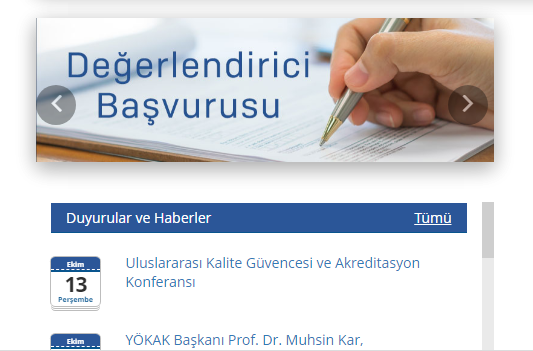 Değerlendirici
Başvurusu
Duyurular ve Haberler
Tümü
Ekim
13
Perşembe
Uluslararası Kalite Güvencesi ve Akreditasyon
Konferansı
Ekim
YÖKAK Başkanı Prof. Dr. Muhsin Kar,